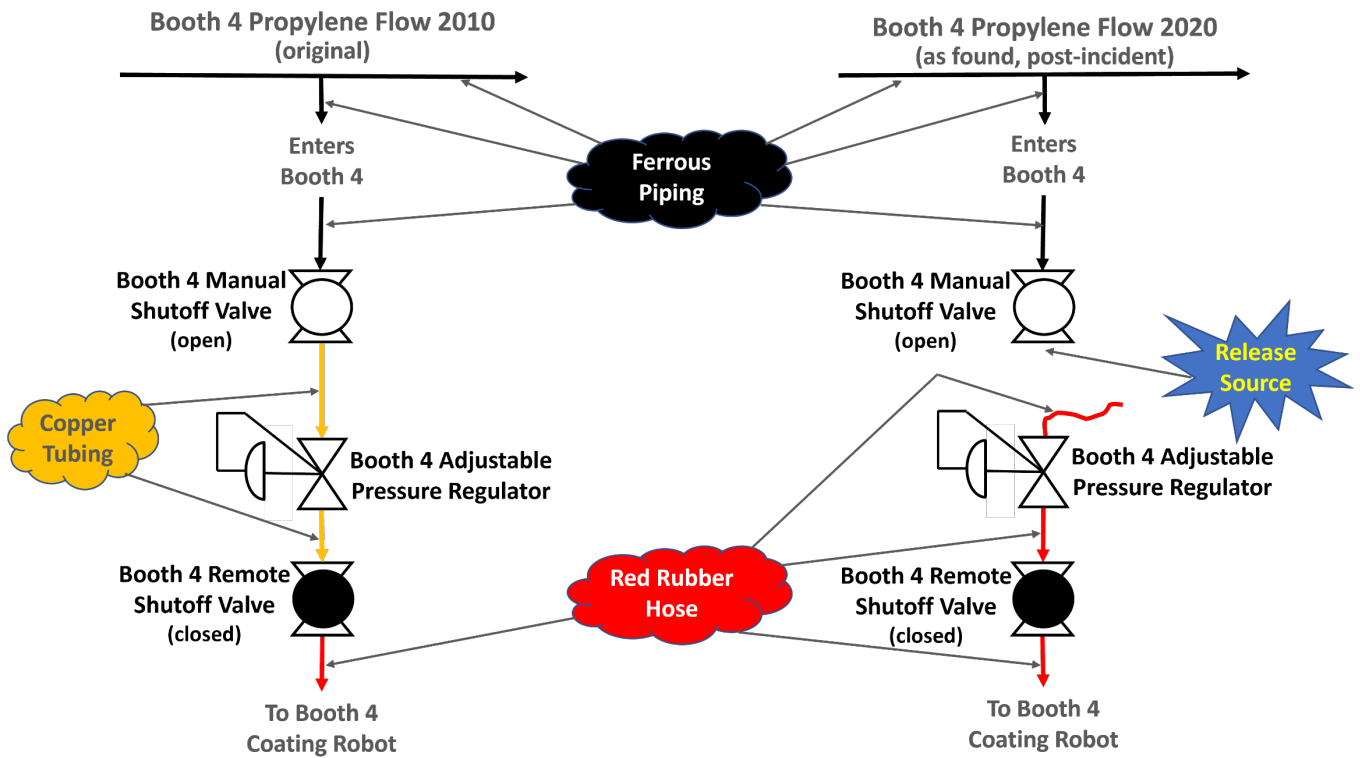 Booth 4 Propylene Flow 2010
(original)
Booth 4 Propylene Flow 2020
(as found, post-incident)
Enters
Booth 4
Ferrous
Piping
Enters
Booth 4
Booth 4 Manual
Shutoff Valve
(open)
Booth 4 Manual
Shutoff Valve
(open)
Release
Source
Copper
Tubing
Booth 4 Adjustable
Pressure Regulator
Booth 4 Adjustable
Pressure Regulator
Booth 4 Remote
Shutoff Valve
(closed)
Red Rubber
Hose
Booth 4 Remote
Shutoff Valve
(closed)
To Booth 4
Coating Robot
To Booth 4
Coating Robot